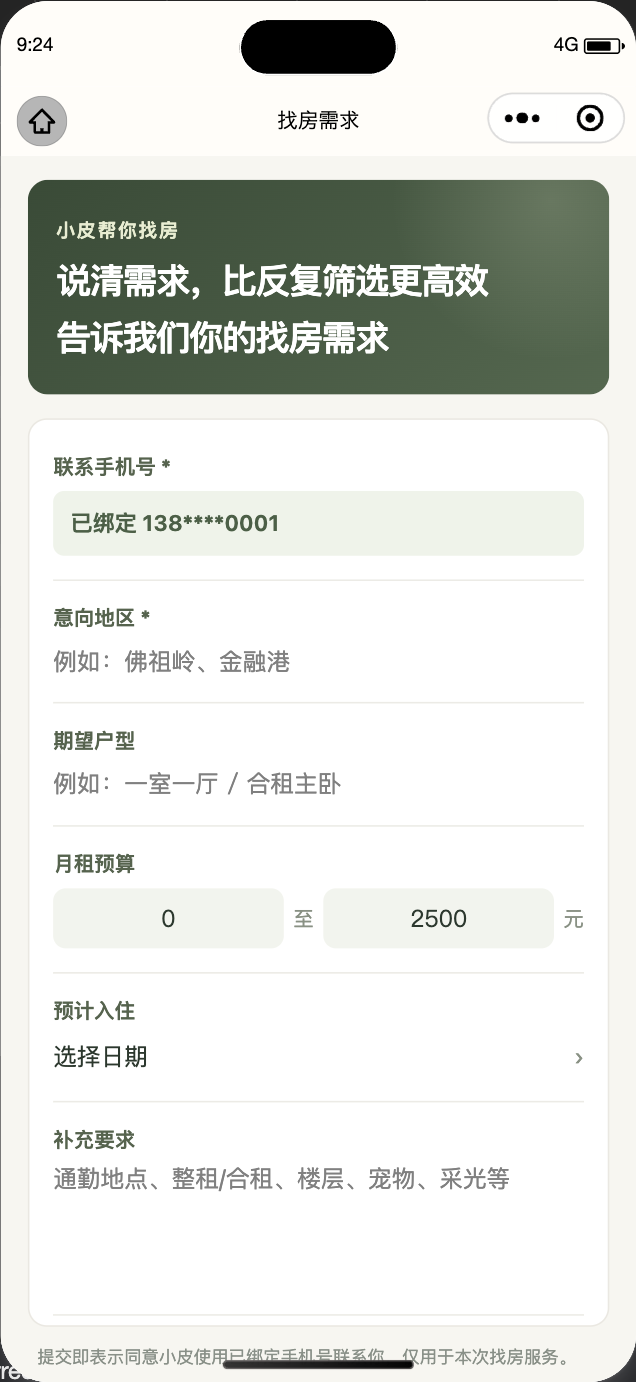 9:24
4G
找房需求
小皮帮你找房
说清需求，比反复筛选更高效
告诉我们你的找房需求
联系手机号 *
已绑定 138****0001
意向地区 *
例如：佛祖岭、金融港
期望户型
例如：一室一厅 / 合租主卧
月租预算
0 至 2500 元
预计入住
选择日期 ›
补充要求
通勤地点、整租/合租、楼层、宠物、采光等
提交即表示同意小皮使用已绑定手机号联系你，仅用于本次找房服务。